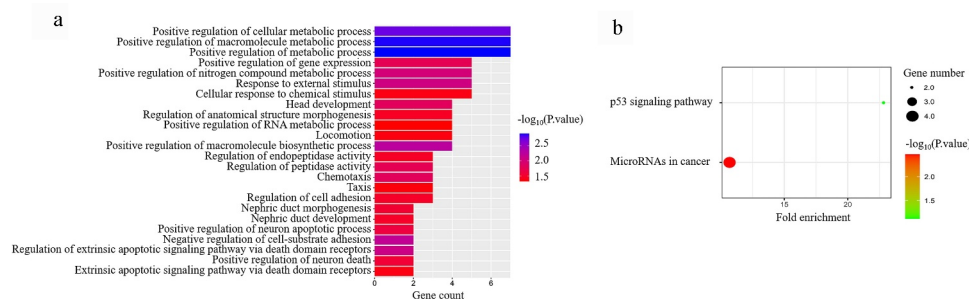 a
Positive regulation of cellular metabolic process
Positive regulation of macromolecule metabolic process
Positive regulation of metabolic process
Positive regulation of gene expression
Positive regulation of nitrogen compound metabolic process
Response to external stimulus
Cellular response to chemical stimulus
Head development
Regulation of anatomical structure morphogenesis
Positive regulation of RNA metabolic process
Locomotion
Positive regulation of macromolecule biosynthetic process
Regulation of endopeptidase activity
Regulation of peptidase activity
Chemotaxis
Taxis
Regulation of cell adhesion
Nephric duct morphogenesis
Nephric duct development
Positive regulation of neuron apoptotic process
Negative regulation of cell-substrate adhesion
Regulation of extrinsic apoptotic signaling pathway via death domain receptors
Positive regulation of neuron death
Extrinsic apoptotic signaling pathway via death domain receptors
0 2 4 6
Gene count
-log10(P.value)
2.5
2.0
1.5
b
p53 signaling pathway
MicroRNAs in cancer
15 20
Fold enrichment
Gene number
2.0
3.0
4.0
-log10(P.value)
2.0
1.5